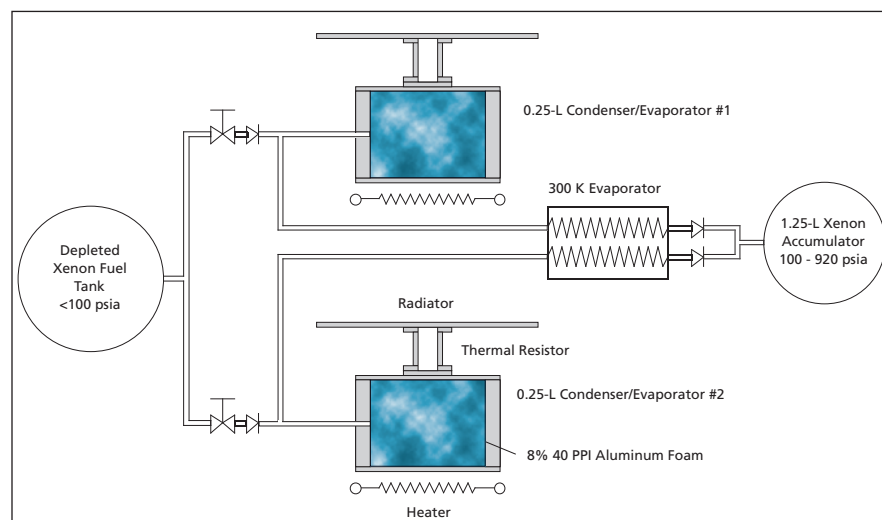 0.25-L Condenser/Evaporator #1
300 K Evaporator
Depleted
Xenon Fuel
Tank
<100 psia
1.25-L Xenon
Accumulator
100 - 920 psia
Radiator
Thermal Resistor
0.25-L Condenser/Evaporator #2
8% 40 PPI Aluminum Foam
Heater